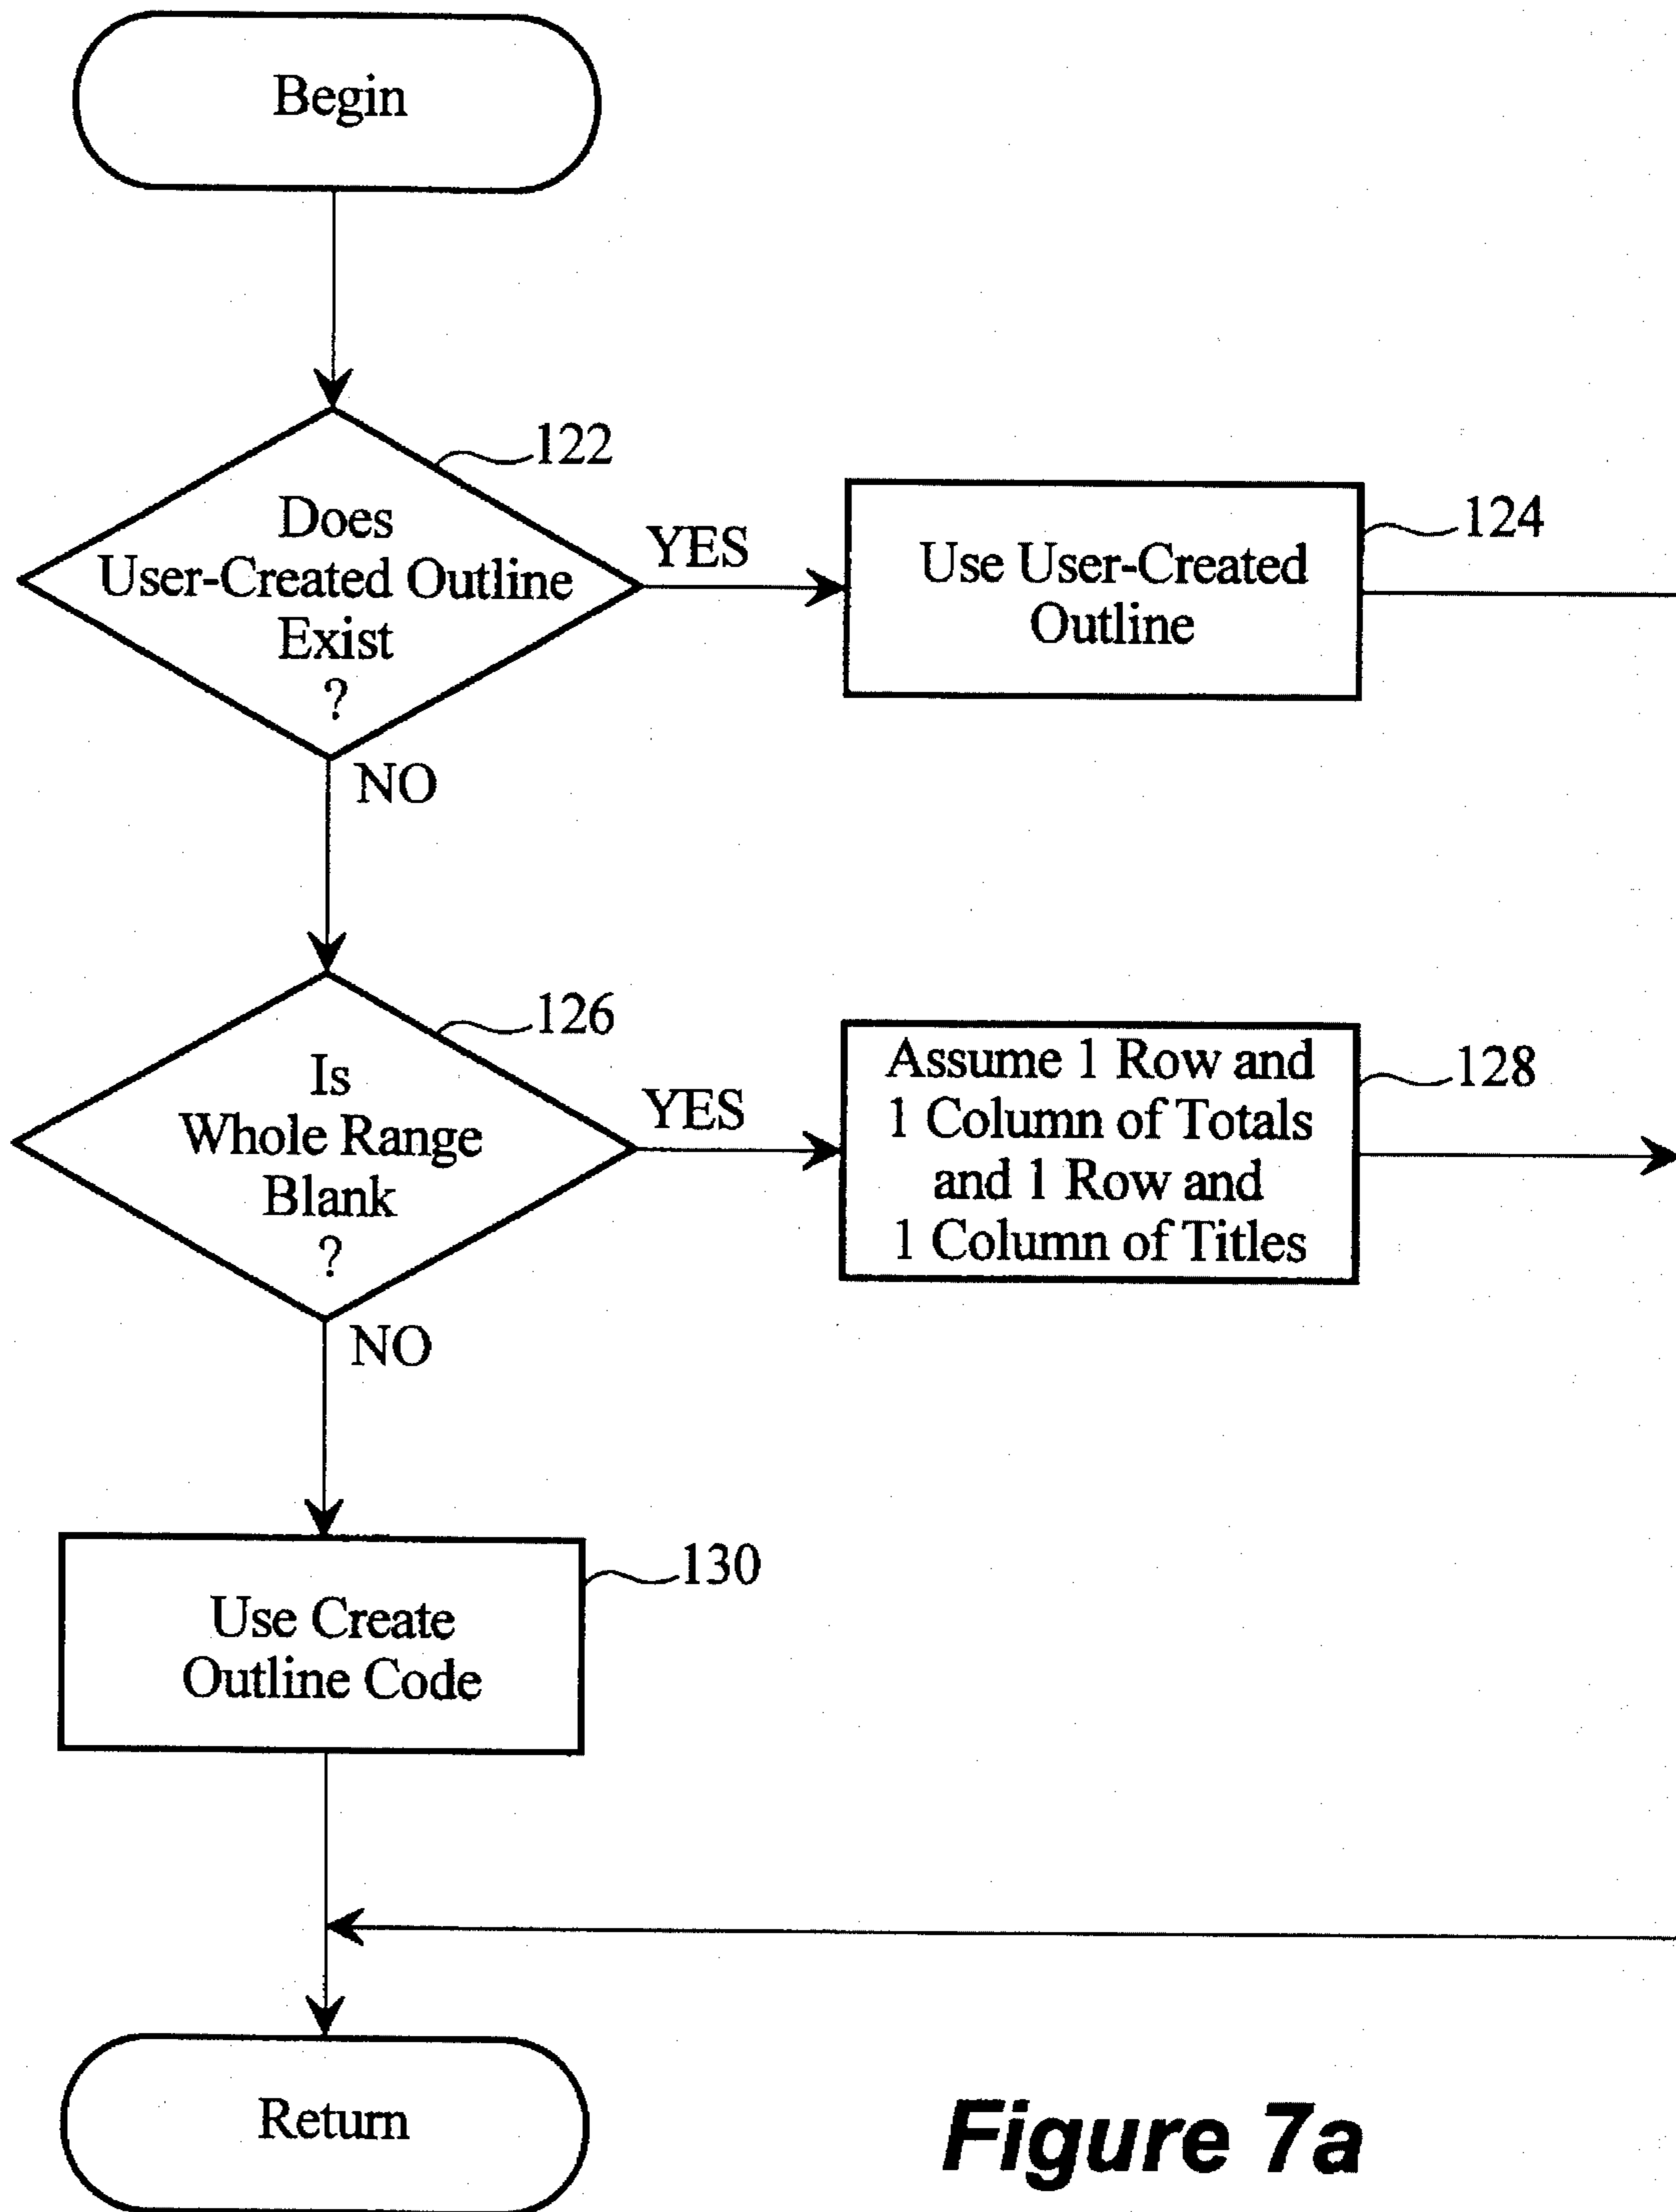 Begin
122
Does
User-Created Outline
Exist
?
YES
124
Use User-Created
Outline
NO
126
Is
Whole Range
Blank
?
YES
128
Assume 1 Row and
1 Column of Totals
and 1 Row and
1 Column of Titles
NO
130
Use Create
Outline Code
Return
Figure 7a